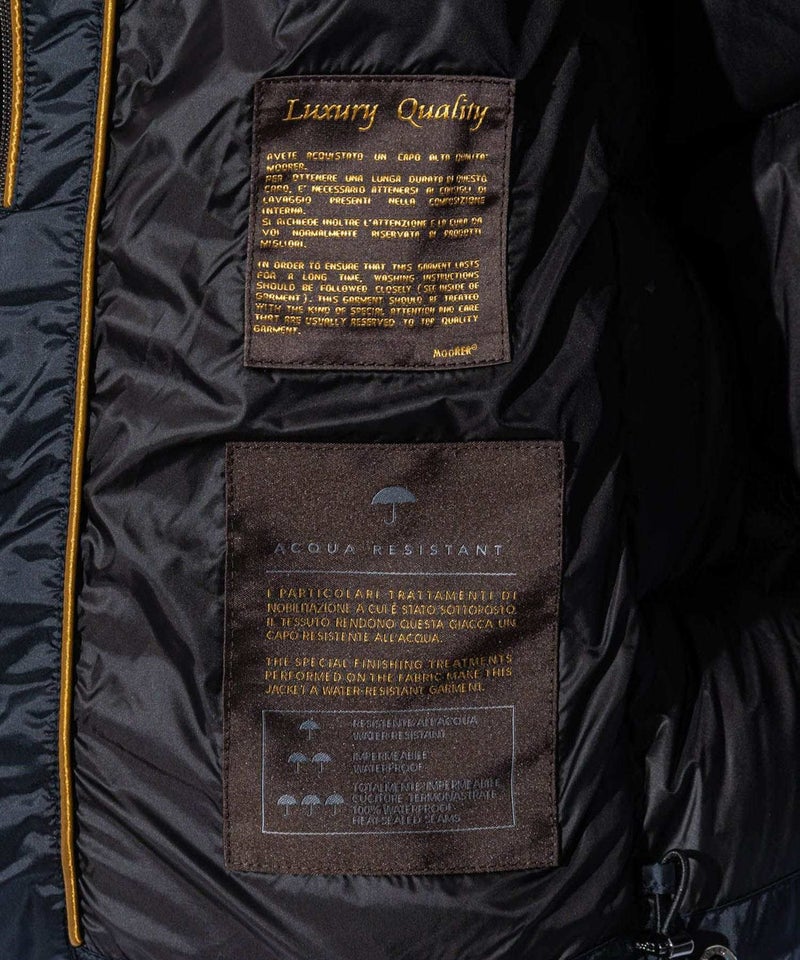 Luxury Quality
AVETE ACQUISTATO UN CAPO ALTA QUALITA'
MOORER.
PER OTTENERE UNA LUNGA DURATA DI QUESTO
CAPO, E' NECESSARIO ATTENERSI AI CONSIGLI DI
LAVAGGIO PRESENTI NELLA COMPOSIZIONE
INTERNA.
SI RICHIEDE INOLTRE L'ATTENZIONE E LA CURA DA
VOI NORMALMENTE RISERVATA AI PRODOTTI
MIGLIORI.
IN ORDER TO ENSURE THAT THIS GARMENT LASTS
FOR A LONG TIME, WASHING INSTRUCTIONS
SHOULD BE FOLLOWED CLOSELY (SEE INSIDE OF
GARMENT). THIS GARMENT SHOULD BE TREATED
WITH THE KIND OF SPECIAL ATTENTION AND CARE
THAT ARE USUALLY RESERVED TO TOP QUALITY
GARMENT.
MOORER®
ACQUA RESISTANT
I PARTICOLARI TRATTAMENTI DI
NOBILITAZIONE A CUI È STATO SOTTOPOSTO
IL TESSUTO RENDONO QUESTA GIACCA UN
CAPO RESISTENTE ALL'ACQUA.
THE SPECIAL FINISHING TREATMENTS
PERFORMED ON THE FABRIC MAKE THIS
JACKET A WATER-RESISTANT GARMENT.
RESISTENTE ALL'ACQUA
WATER RESISTANT
IMPERMEABILE
WATERPROOF
TOTALMENTE IMPERMEABILE
CUCITURE TERMONASTRATE
100% WATERPROOF
HEAT-SEALED SEAMS